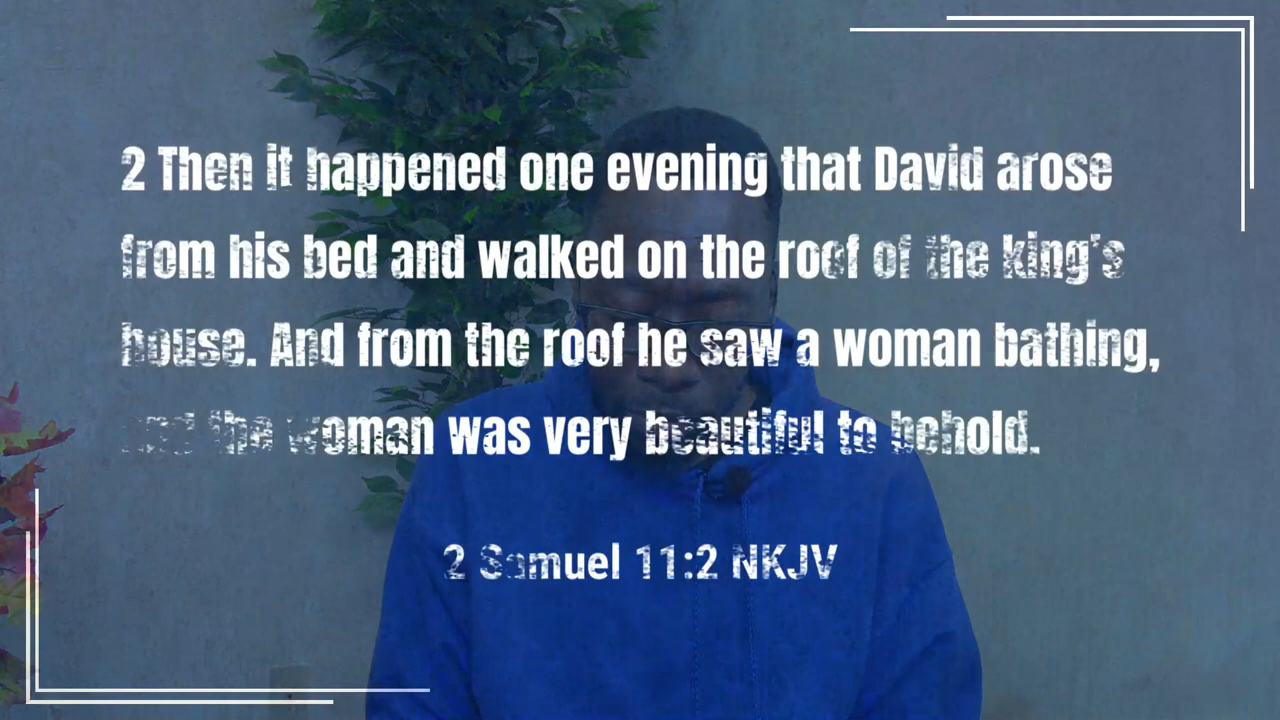 2 Then it happened one evening that David arose
from his bed and walked on the roof of the king's
house. And from the roof he saw a woman bathing,
and the woman was very beautiful to behold.
2 Samuel 11:2 NKJV